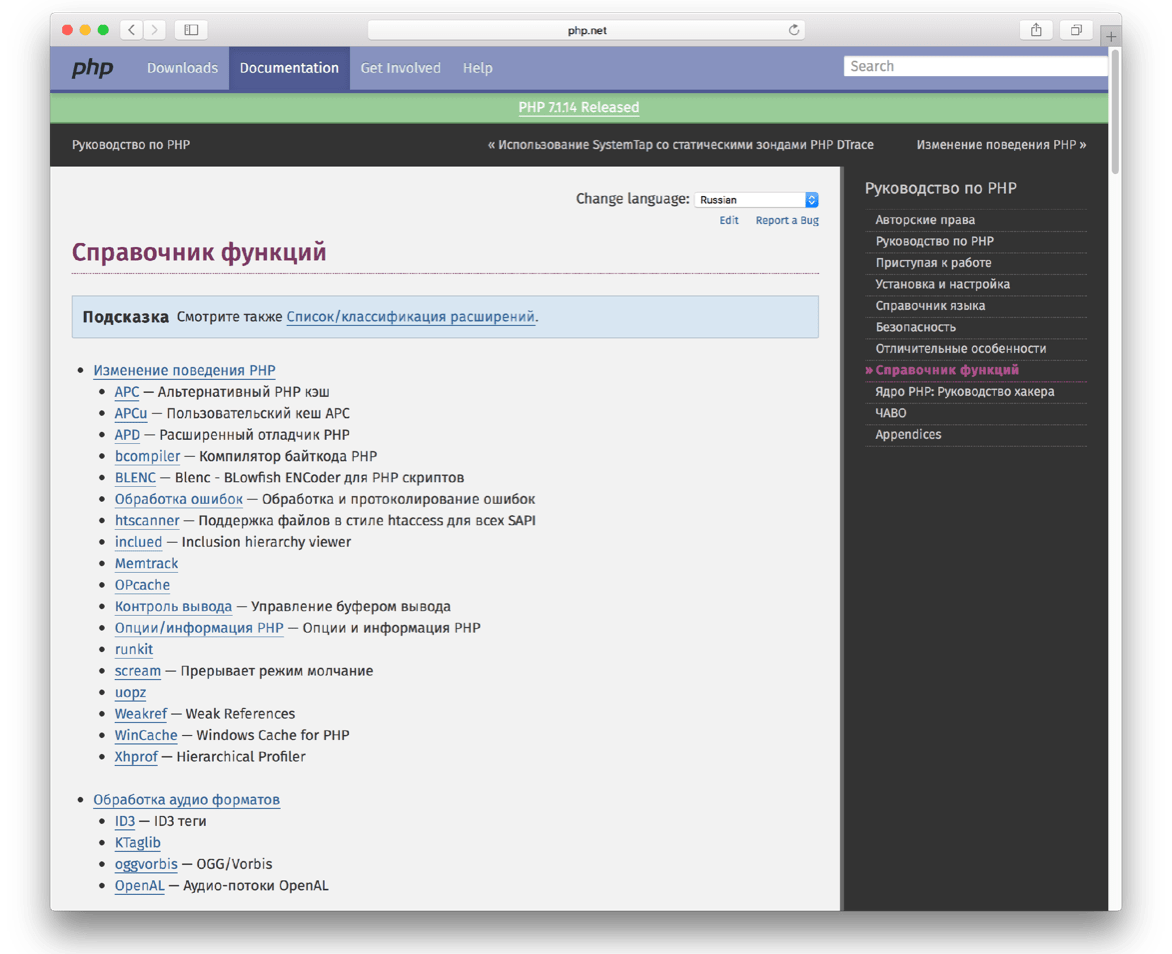 php.net
php Downloads Documentation Get Involved Help Search
PHP 7.1.14 Released
Руководство по PHP « Использование SystemTap со статическими зондами PHP DTrace Изменение поведения PHP »
Change language: Russian
Edit Report a Bug
Справочник функций
Подсказка Смотрите также Список/классификация расширений.
• Изменение поведения PHP
• APC — Альтернативный PHP кэш
• APCu — Пользовательский кеш APC
• APD — Расширенный отладчик PHP
• bcompiler — Компилятор байткода PHP
• BLENC — Blenc - BLowfish ENCoder для PHP скриптов
• Обработка ошибок — Обработка и протоколирование ошибок
• htscanner — Поддержка файлов в стиле htaccess для всех SAPI
• inclued — Inclusion hierarchy viewer
• Memtrack
• OPcache
• Контроль вывода — Управление буфером вывода
• Опции/информация PHP — Опции и информация PHP
• runkit
• scream — Прерывает режим молчание
• uopz
• Weakref — Weak References
• WinCache — Windows Cache for PHP
• Xhprof — Hierarchical Profiler
• Обработка аудио форматов
• ID3 — ID3 теги
• KTaglib
• oggvorbis — OGG/Vorbis
• OpenAL — Аудио-потоки OpenAL
Руководство по PHP
Авторские права
Руководство по PHP
Приступая к работе
Установка и настройка
Справочник языка
Безопасность
Отличительные особенности
» Справочник функций
Ядро PHP: Руководство хакера
ЧАВО
Appendices